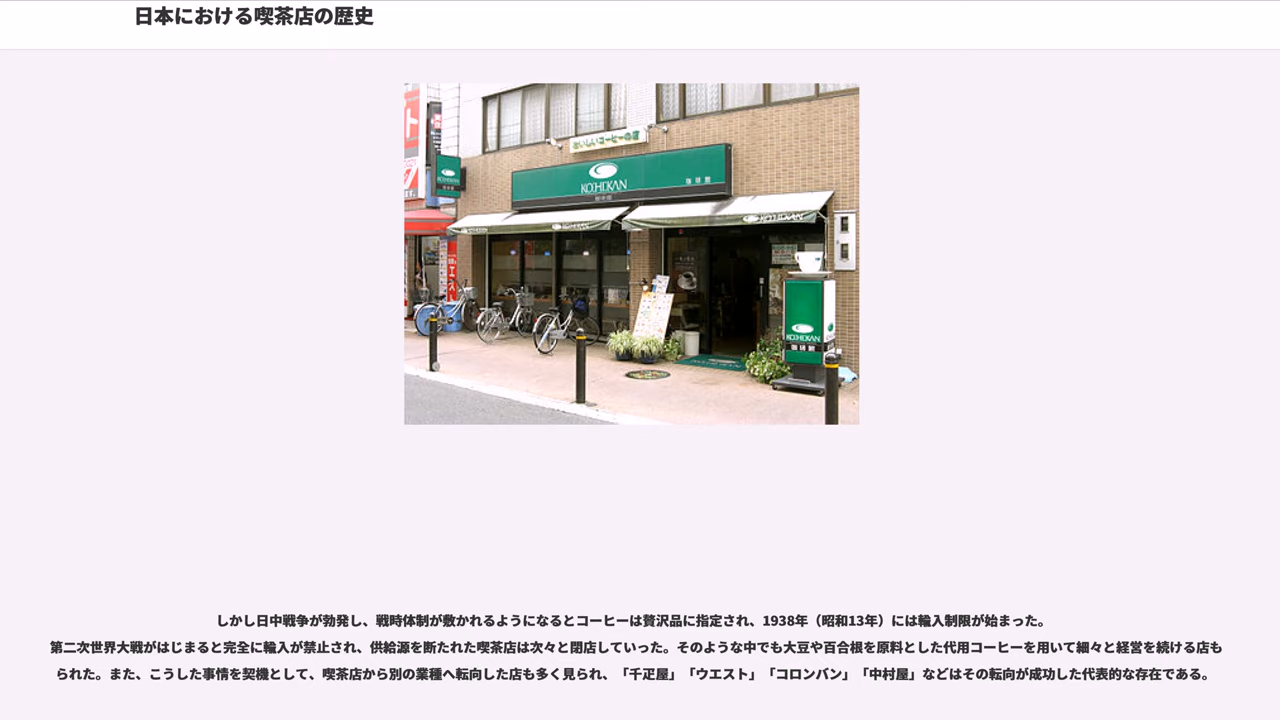 日本における喫茶店の歴史
おいしいコーヒーの店
KOHIKAN
珈琲館
珈琲館
KOHIKAN
KOHIKAN
珈琲館
しかし日中戦争が勃発し、戦時体制が敷かれるようになるとコーヒーは贅沢品に指定され、1938年（昭和13年）には輸入制限が始まった。
第二次世界大戦がはじまると完全に輸入が禁止され、供給源を断たれた喫茶店は次々と閉店していった。そのような中でも大豆や百合根を原料とした代用コーヒーを用いて細々と経営を続ける店も
られた。また、こうした事情を契機として、喫茶店から別の業種へ転向した店も多く見られ、「千疋屋」「ウエスト」「コロンバン」「中村屋」などはその転向が成功した代表的な存在である。